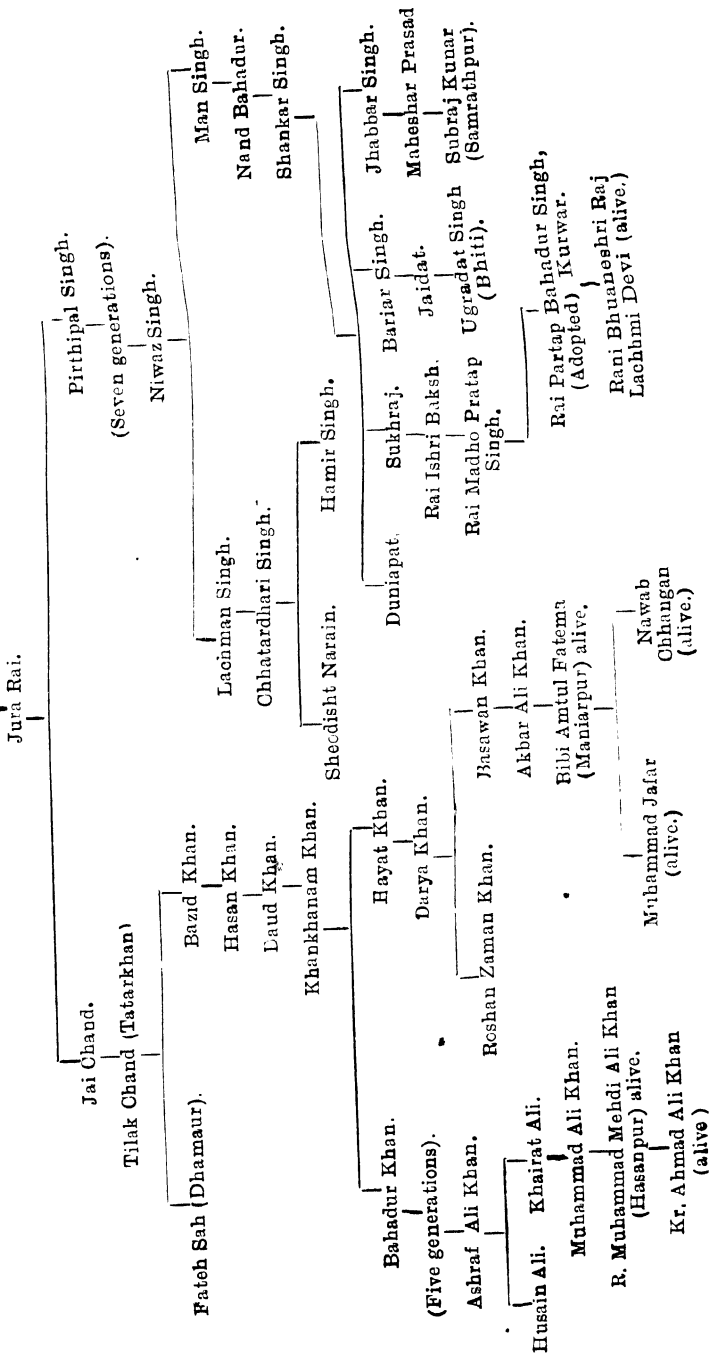 Jura Rai.
Jai Chand.
Pirthipal Singh.
Tilak Chand (Tatarkhan)
(Seven generations).
Niwaz Singh.
Fateh Sah (Dhamaur).
Bazid Khan.
Lachman Singh.
Man Singh.
Hasan Khan.
Chhatardhari Singh.
Nand Bahadur.
Daud Khan.
Shankar Singh.
Khankhanam Khan.
Sheodisht Narain.
Hamir Singh.
Bahadur Khan.
Hayat Khan.
Duniapat.
Sukhraj.
Bariar Singh.
Jhabbar Singh.
(Five generations).
Darya Khan.
Rai Ishri Baksh.
Jaidat.
Maheshar Prasad
Ashraf Ali Khan.
Rai Madho Pratap
Singh.
Ugradat Singh
(Bhiti).
Subraj Kunar
(Samrathpur).
Roshan Zaman Khan.
Basawan Khan.
Husain Ali.
Khairat Ali.
Akbar Ali Khan.
Rai Partap Bahadur Singh,
(Adopted) Kurwar.
Muhammad Ali Khan.
Bibi Amtul Fatema
(Maniarpur) alive.
Rani Bhuaneshri Raj
Lachhmi Devi (alive.)
R. Muhammad Mehdi Ali Khan
(Hasanpur) alive.
Muhammad Jafar
(alive.)
Nawab
Chhangan
(alive.)
Kr. Ahmad Ali Khan
(alive)